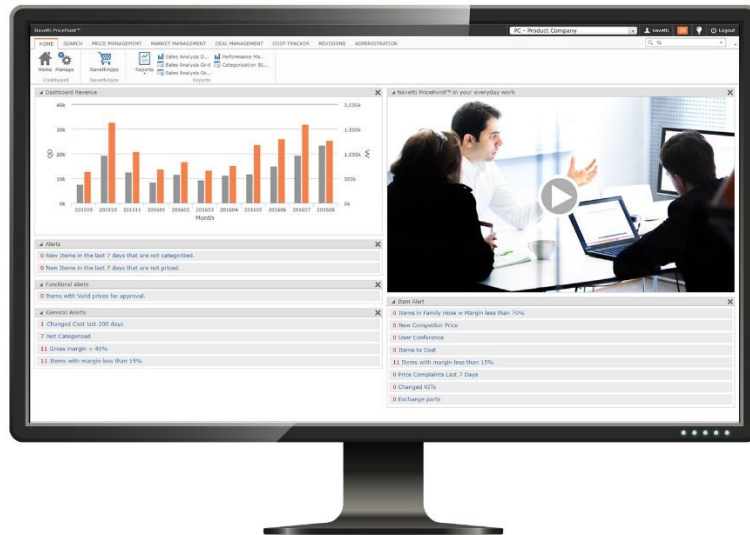 Navetti PricePoint™
PC - Product Company
navetti
Logout
HOME SEARCH PRICE MANAGEMENT MARKET MANAGEMENT DEAL MANAGEMENT COST TRACKER REVISIONS ADMINISTRATION
%
Home Manage
NavettiApps
Reports
Sales Analysis D...
Sales Analysis Grid
Sales Analysis Gr...
Performance Ma...
Categorization St...
Dashboard
NavettiApps
Reports
Dashboard Revenue
40k
30k
20k
10k
0k
2,000k
1,500k
1,000k
500k
0k
201509 201510 201511 201601 201602 201603 201604 201605 201606 201607 201608
Month
Alerts
0 New Items in the last 7 days that are not categorized.
0 New Items in the last 7 days that are not priced.
Functional Alerts
0 Items with Valid prices for approval.
General Alerts
1 Changed Cost last 200 days
7 Not Categorized
11 Gross margin < 40%
11 Items with margin less than 15%
Navetti PricePoint™ in your everyday work
Item Alert
0 Items in Family Hose w Margin less than 70%
0 New Competitor Price
0 User Conference
0 Items to Cost
11 Items with margin less than 15%
0 Price Complaints Last 7 Days
0 Changed KITs
0 Exchange parts